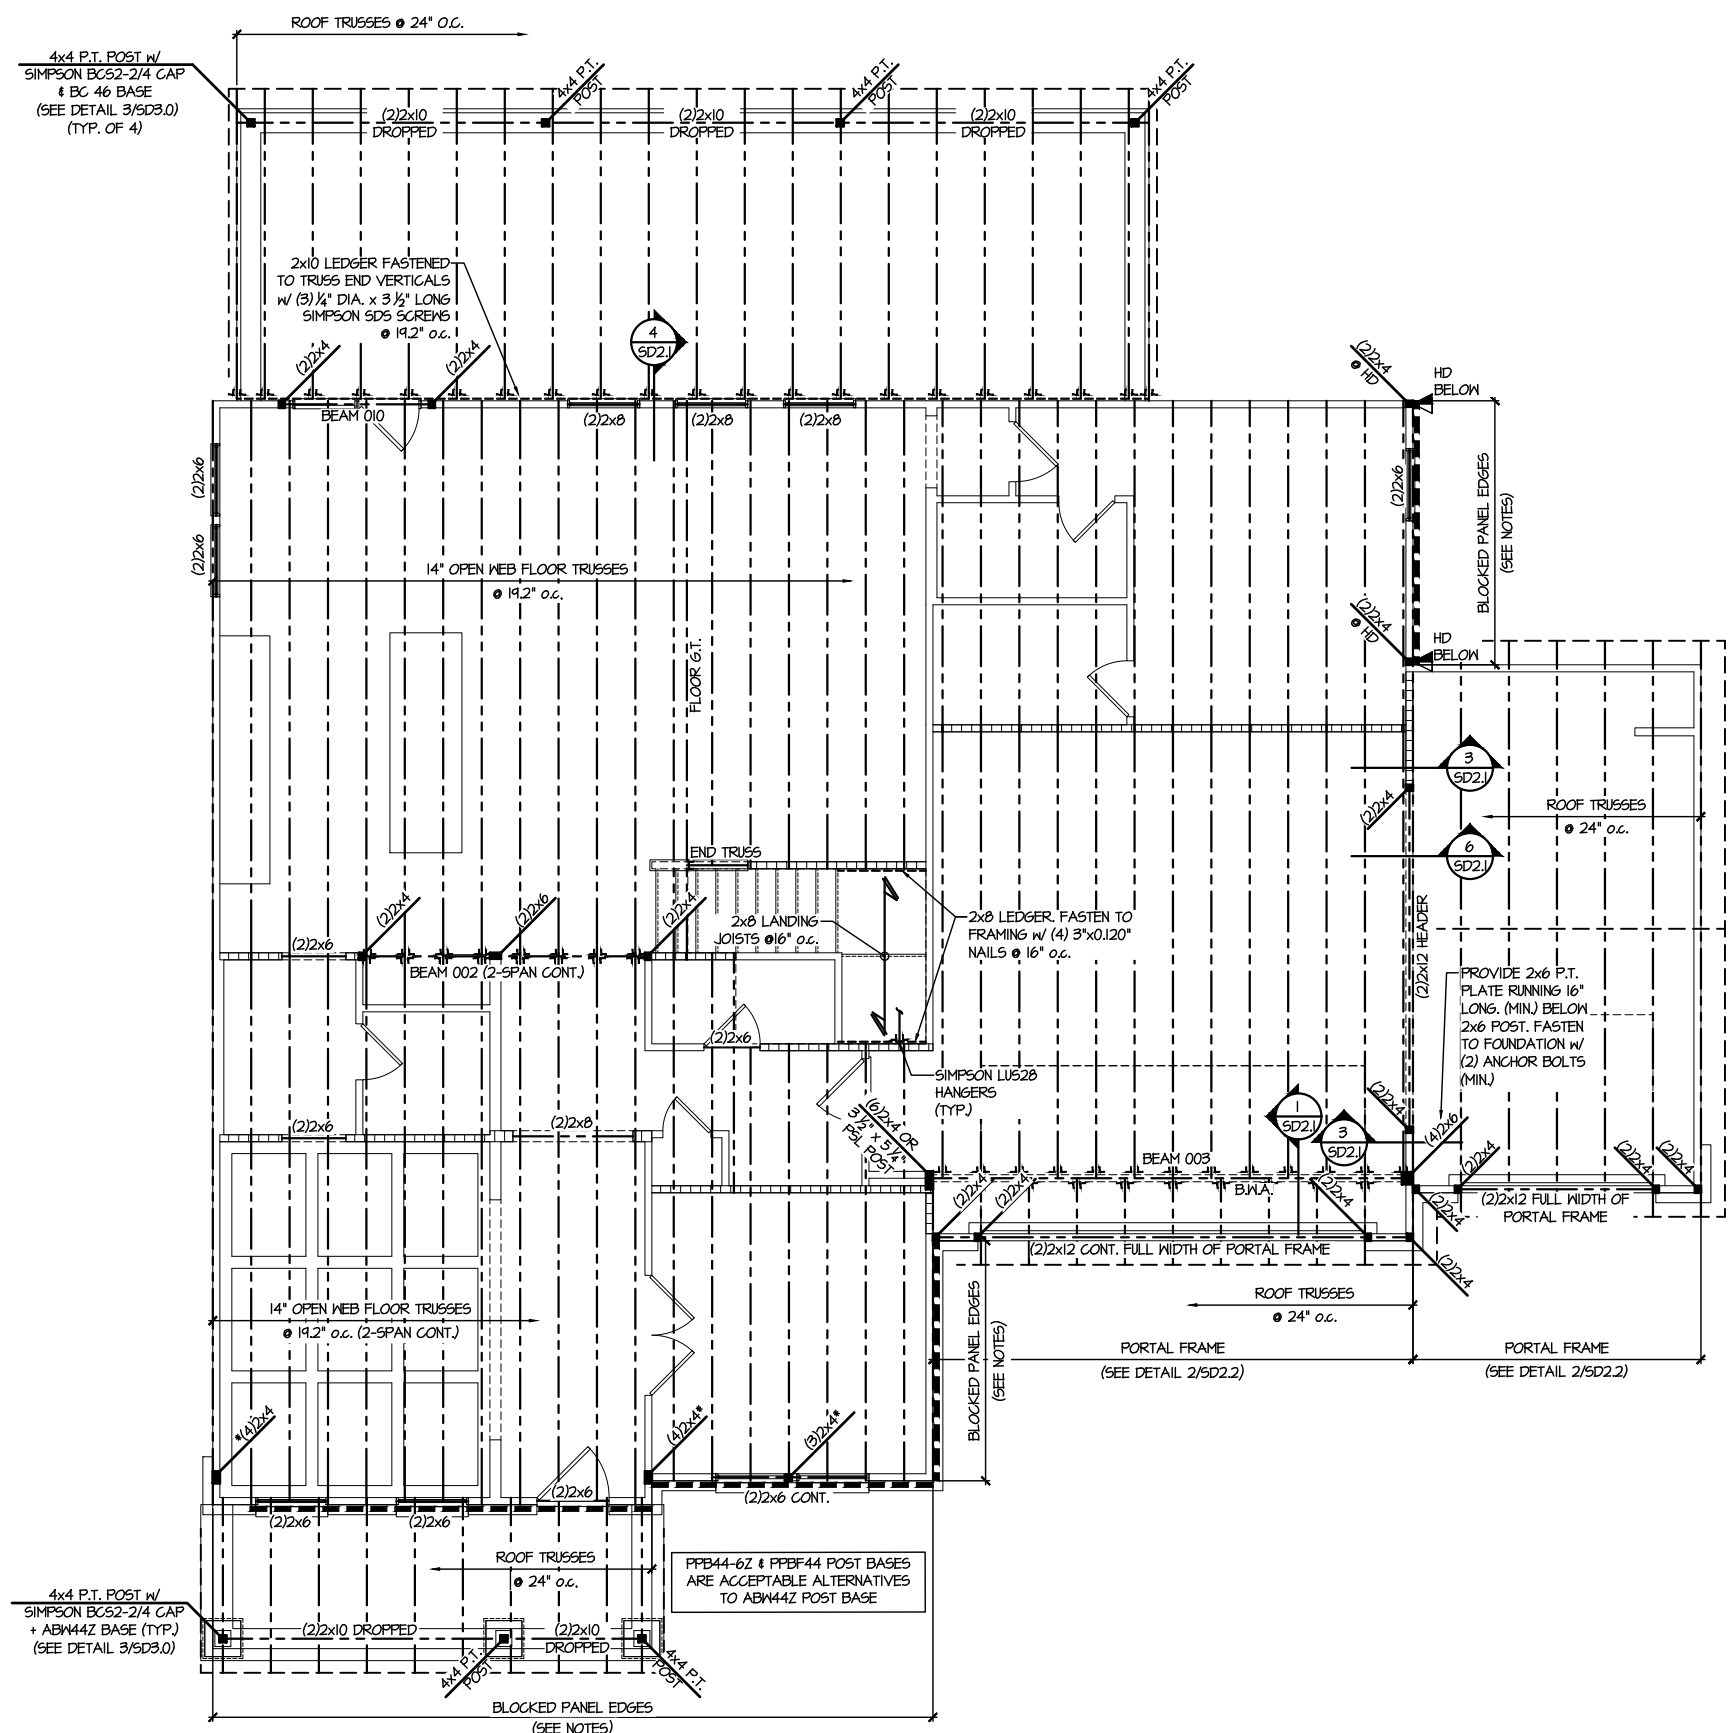 ROOF TRUSSES @ 24" O.C.
4x4 P.T. POST W/
SIMPSON BCS2-2/4 CAP
& BC 46 BASE
(SEE DETAIL 3/SD3.0)
(TYP. OF 4)
4x4 P.T.
POST
4x4 P.T.
POST
4x4 P.T.
POST
(2)2x10
DROPPED
(2)2x10
DROPPED
(2)2x10
DROPPED
2x10 LEDGER FASTENED
TO TRUSS END VERTICALS
W/ (3) ¼" DIA. x 3 ½" LONG
SIMPSON SDS SCREWS
@ 19.2" o.c.
4
SD2.1
(2)2x4
(2)2x4
(2)2x4
@ HD
HD
BELOW
BEAM 010
(2)2x8
(2)2x8
(2)2x8
(2)2x6
(2)2x6
(2)2x6
BLOCKED PANEL EDGES
(SEE NOTES)
14" OPEN WEB FLOOR TRUSSES
@ 19.2" o.c.
FLOOR G.T.
(2)2x4
@ HD
HD
BELOW
3
SD2.1
ROOF TRUSSES
@ 24" o.c.
(2)2x4
6
SD2.1
END TRUSS
(2)2x4
(2)2x6
(2)2x4
2x8 LANDING
JOISTS @16" o.c.
2x8 LEDGER. FASTEN TO
FRAMING W/ (4) 3"x0.120"
NAILS @ 16" o.c.
(2)2x12 HEADER
(2)2x6
BEAM 002 (2-SPAN CONT.)
PROVIDE 2x6 P.T.
PLATE RUNNING 16"
LONG. (MIN.) BELOW
2x6 POST. FASTEN
TO FOUNDATION W/
(2) ANCHOR BOLTS
(MIN.)
(2)2x6
SIMPSON LUS28
HANGERS
(TYP.)
(6)2x4 OR
3 ½" x 5 ¼"
PSL POST
1
SD2.1
3
SD2.1
(2)2x4
(4)2x6
(2)2x6
(2)2x8
BEAM 003
B.W.A.
(2)2x4
(2)2x4
(2)2x4
(2)2x4
(2)2x4
(2)2x4
(2)2x4
(2)2x12 FULL WIDTH OF
PORTAL FRAME
(2)2x12 CONT. FULL WIDTH OF PORTAL FRAME
(2)2x4
ROOF TRUSSES
@ 24" o.c.
14" OPEN WEB FLOOR TRUSSES
@ 19.2" o.c. (2-SPAN CONT.)
BLOCKED PANEL EDGES
(SEE NOTES)
PORTAL FRAME
(SEE DETAIL 2/SD2.2)
PORTAL FRAME
(SEE DETAIL 2/SD2.2)
*(4)2x4
(4)2x4*
(3)2x4*
(2)2x6
(2)2x6 CONT.
(2)2x6
(2)2x6
ROOF TRUSSES
@ 24" o.c.
PPB44-6Z & PPBF44 POST BASES
ARE ACCEPTABLE ALTERNATIVES
TO ABW44Z POST BASE
4x4 P.T. POST W/
SIMPSON BCS2-2/4 CAP
+ ABW44Z BASE (TYP.)
(SEE DETAIL 3/SD3.0)
(2)2x10 DROPPED
(2)2x10
DROPPED
4x4 P.T.
POST
4x4 P.T.
POST
BLOCKED PANEL EDGES
(SEE NOTES)